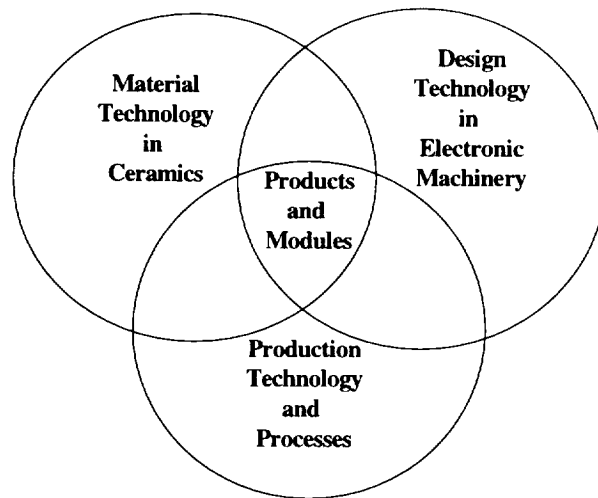 Material
Technology
in
Ceramics
Design
Technology
in
Electronic
Machinery
Products
and
Modules
Production
Technology
and
Processes